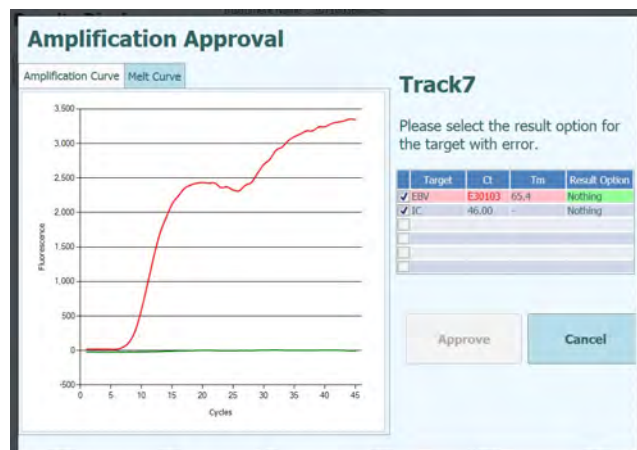 Amplification Approval
Amplification Curve Melt Curve
Track7
Please select the result option for
the target with error.
Target Ct Tm Result Option
EBV E30103 65.4 Nothing
IC 46.00 - Nothing
Approve Cancel
3,500
3,000
2,500
2,000
1,500
1,000
500
0
-500
Fluorescence
0 5 10 15 20 25 30 35 40 45
Cycles